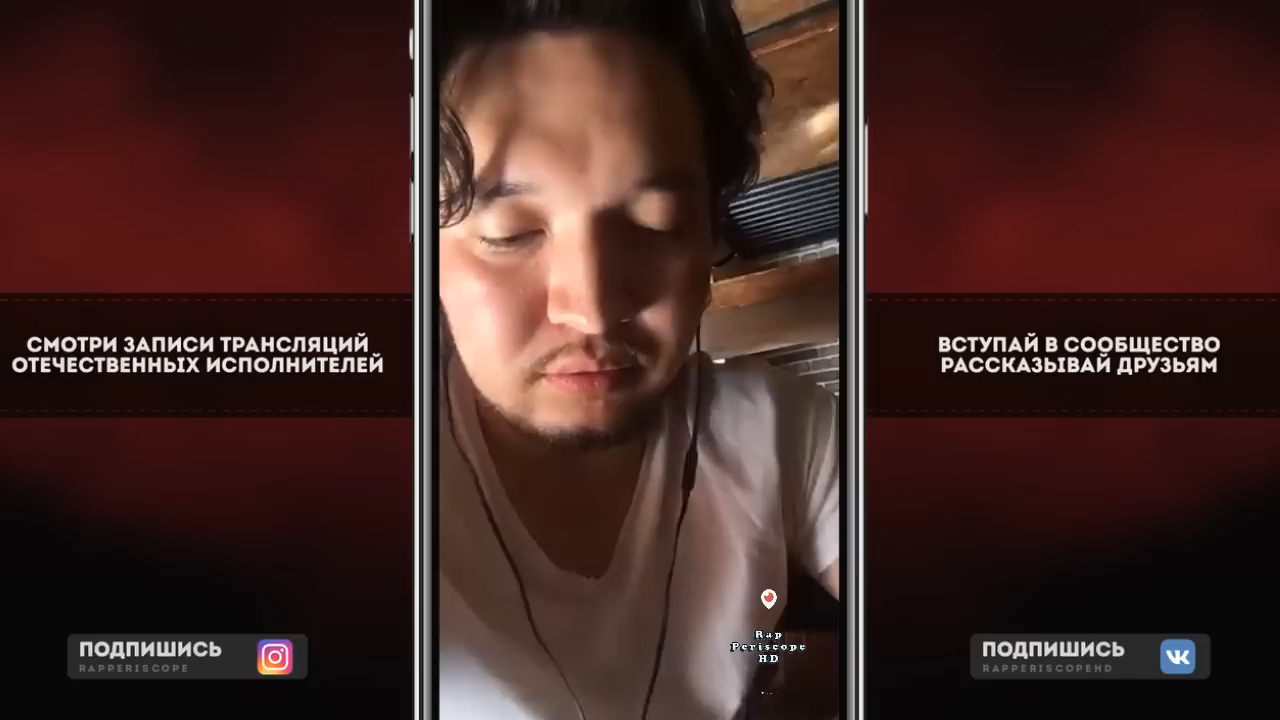 СМОТРИ ЗАПИСИ ТРАНСЛЯЦИЙ
ОТЕЧЕСТВЕННЫХ ИСПОЛНИТЕЛЕЙ
ВСТУПАЙ В СООБЩЕСТВО
РАССКАЗЫВАЙ ДРУЗЬЯМ
Rap
Periscope
HD
ПОДПИШИСЬ
RAPPERISCOPE
ПОДПИШИСЬ
RAPPERISCOPEHD